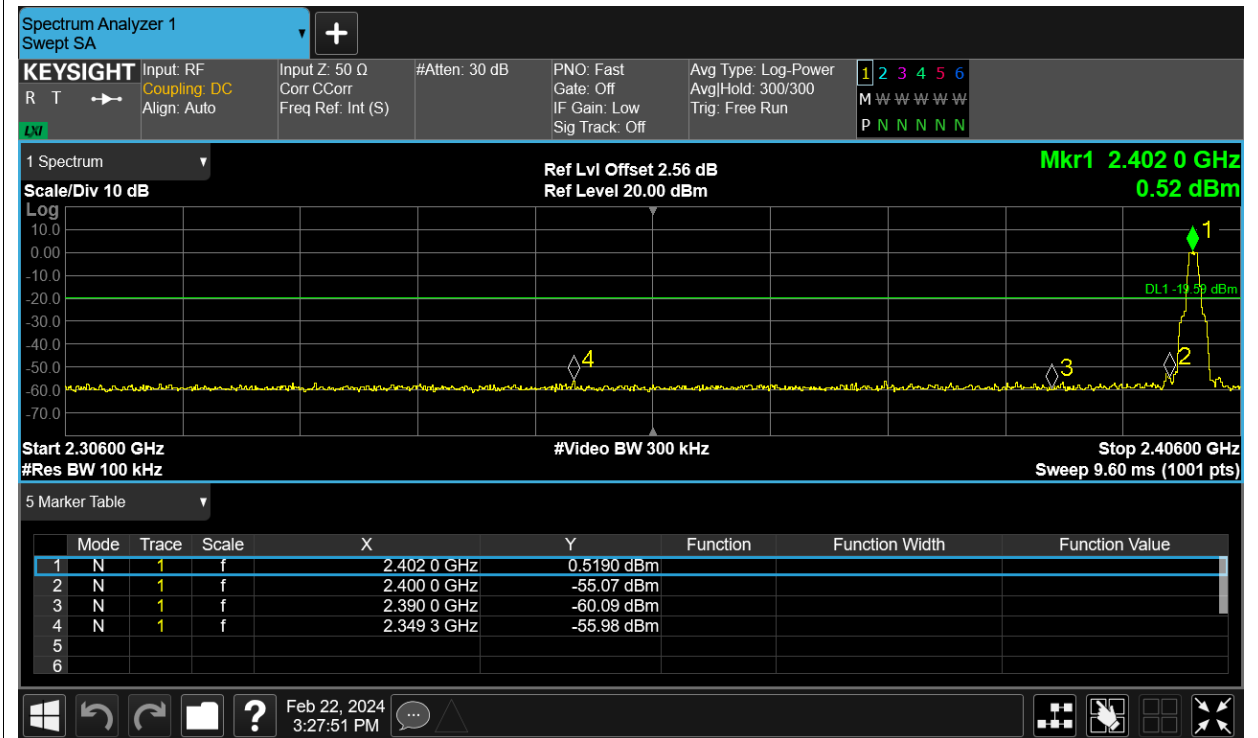 Spectrum Analyzer 1
Swept SA
KEYSIGHT Input: RF Input Z: 50 Ω #Atten: 30 dB PNO: Fast Avg Type: Log-Power 1 2 3 4 5 6
R T Coupling: DC Corr CCorr Gate: Off Avg|Hold: 300/300 M W W W W W W
Align: Auto Freq Ref: Int (S) IF Gain: Low Trig: Free Run
LXI Sig Track: Off P N N N N N N
1 Spectrum Ref Lvl Offset 2.56 dB Mkr1 2.402 0 GHz
Scale/Div 10 dB Ref Level 20.00 dBm 0.52 dBm
Log
10.0 1
0.00
-10.0
-20.0 DL1 -19.59 dBm
-30.0
-40.0
-50.0 4 3 2
-60.0
-70.0
Start 2.30600 GHz #Video BW 300 kHz Stop 2.40600 GHz
#Res BW 100 kHz Sweep 9.60 ms (1001 pts)
5 Marker Table
Mode Trace Scale X Y Function Function Width Function Value
1 N 1 f 2.402 0 GHz 0.5190 dBm
2 N 1 f 2.400 0 GHz -55.07 dBm
3 N 1 f 2.390 0 GHz -60.09 dBm
4 N 1 f 2.349 3 GHz -55.98 dBm
5
6
? Feb 22, 2024
3:27:51 PM